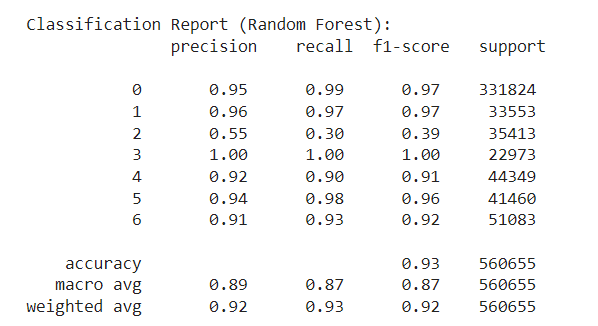 Classification Report (Random Forest):
precision recall f1-score support
0 0.95 0.99 0.97 331824
1 0.96 0.97 0.97 33553
2 0.55 0.30 0.39 35413
3 1.00 1.00 1.00 22973
4 0.92 0.90 0.91 44349
5 0.94 0.98 0.96 41460
6 0.91 0.93 0.92 51083
accuracy 0.93 560655
macro avg 0.89 0.87 0.87 560655
weighted avg 0.92 0.93 0.92 560655